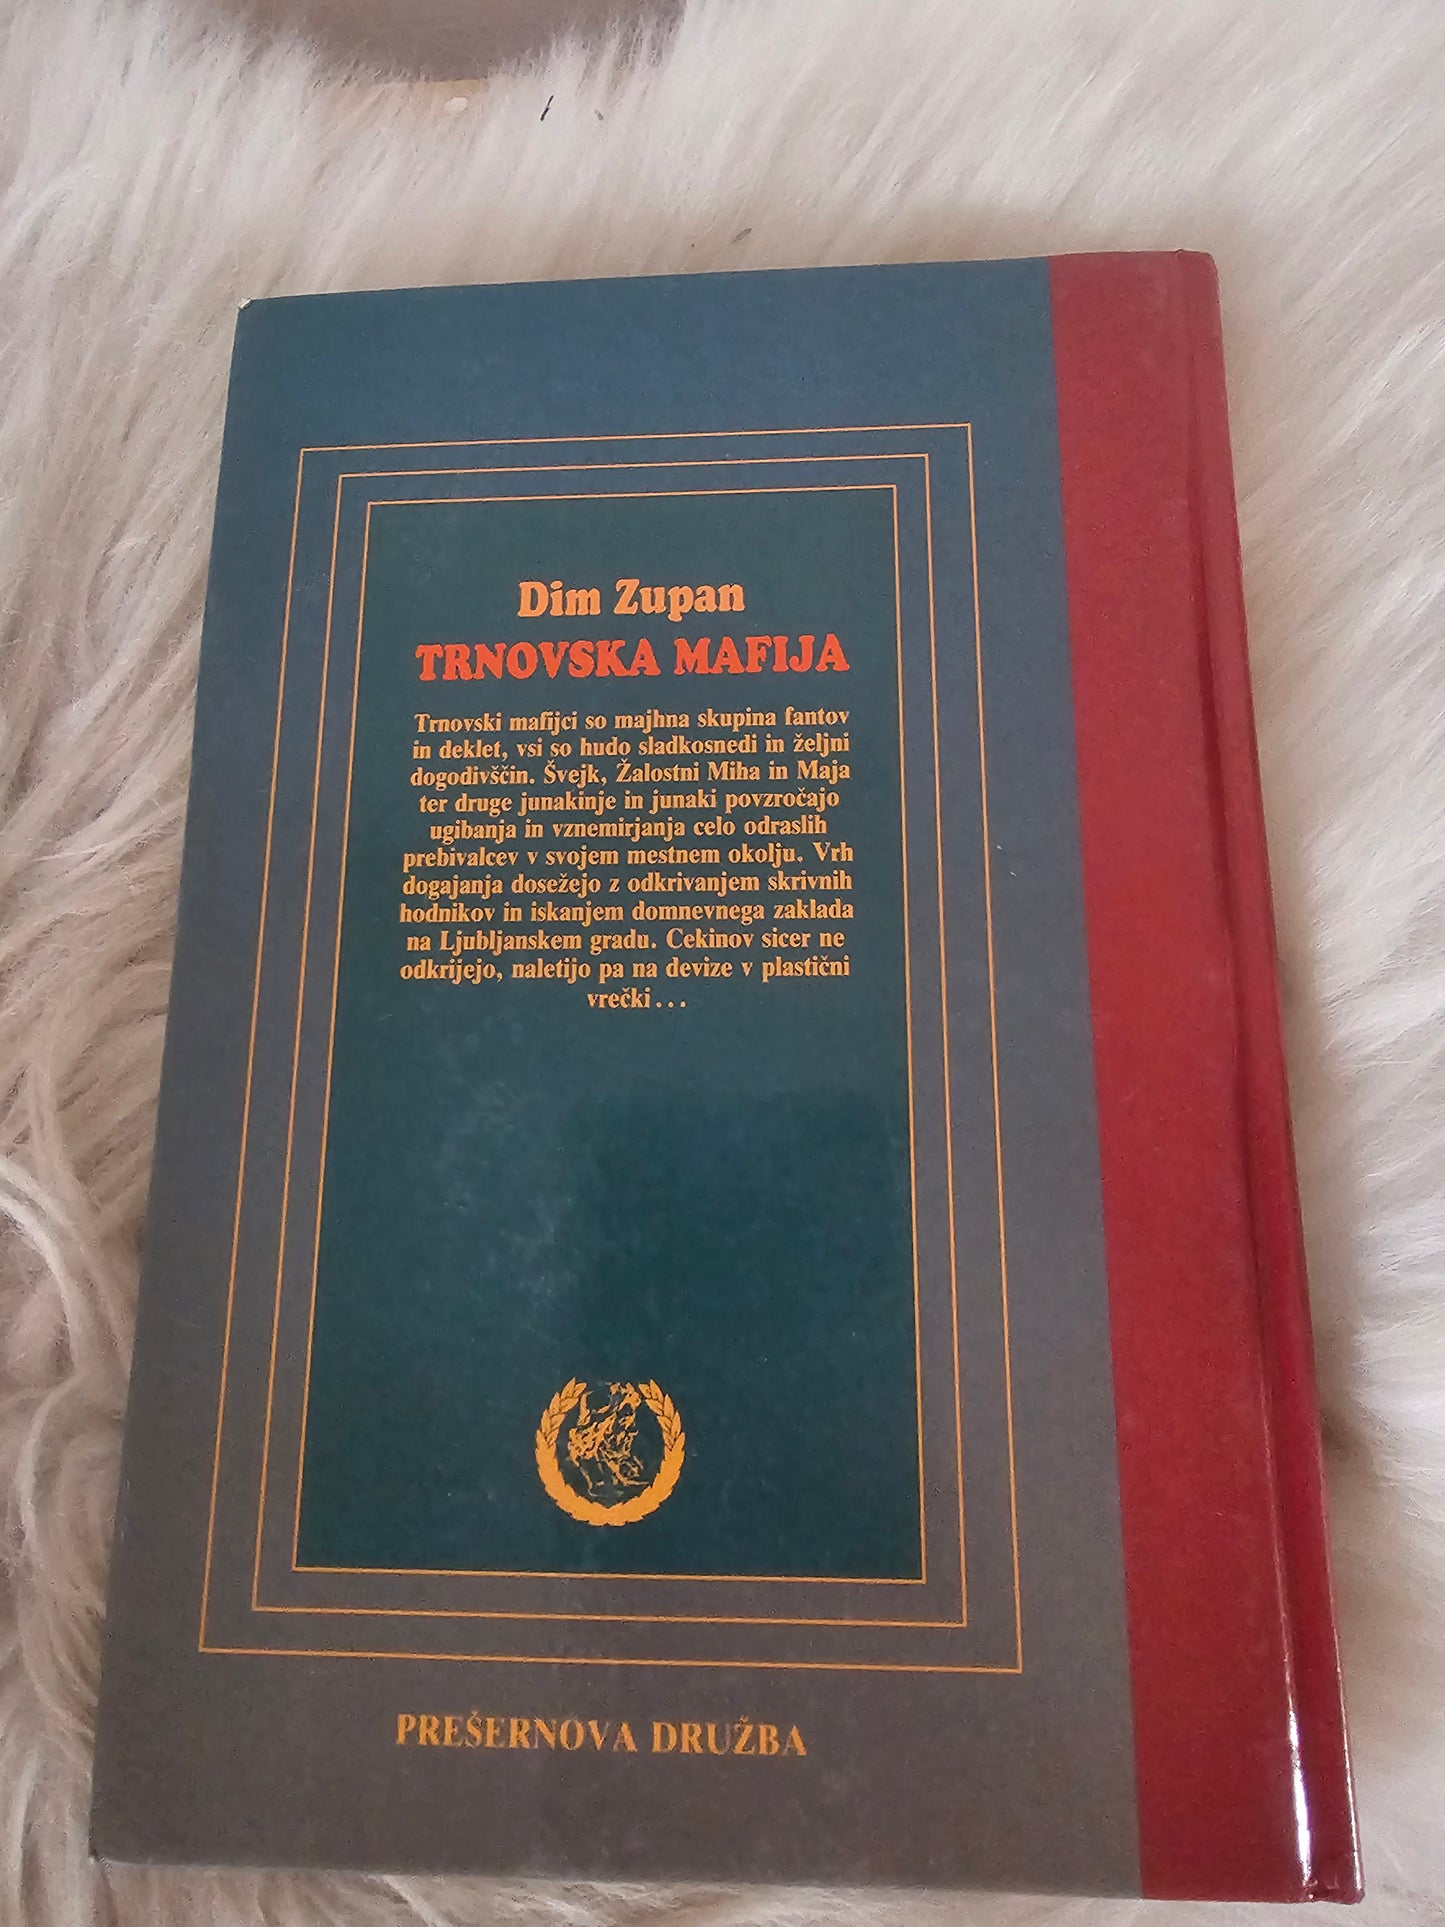 Dim Zupan
TRNOVSKA MAFIJA
Trnovski mafijci so majhna skupina fantov
in deklet, vsi so hudo sladkosnedi in željni
dogodivščin. Švejk, Žalostni Miha in Maja
ter druge junakinje in junaki povzročajo
ugibanja in vznemirjanja celo odraslih
prebivalcev v svojem mestnem okolju. Vrh
dogajanja dosežejo z odkrivanjem skrivnih
hodnikov in iskanjem domnevnega zaklada
na Ljubljanskem gradu. Cekinov sicer ne
odkrijejo, naletijo pa na devize v plastični
vrečki...
PREŠERNOVA DRUŽBA